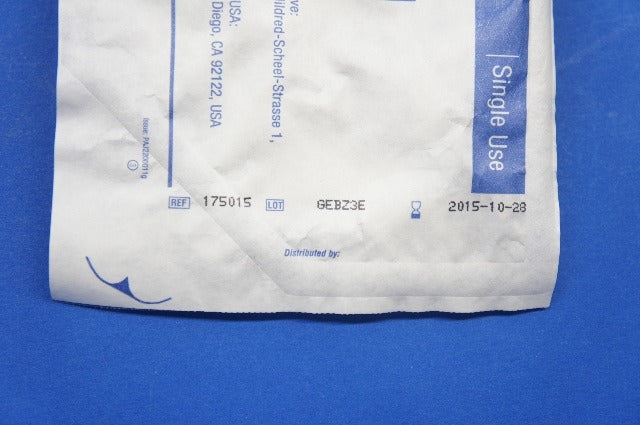 Single Use
ve:
ildred-Scheel-Strasse 1,
USA:
Diego, CA 92122, USA
REF 175015 LOT GEBZ3E 2015-10-28
Distributed by: